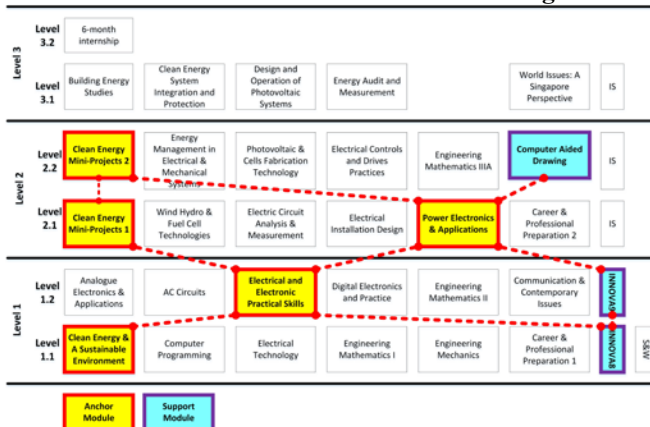 Level 3
Level
3.2
6-month
internship
Level
3.1
Building Energy
Studies
Clean Energy
System
Integration and
Protection
Design and
Operation of
Photovoltaic
Systems
Energy Audit and
Measurement
World Issues: A
Singapore
Perspective
IS
Level 2
Level
2.2
Clean Energy
Mini-Projects 2
Energy
Management in
Electrical &
Mechanical
Systems
Photovoltaic &
Cells Fabrication
Technology
Electrical Controls
and Drives
Practices
Engineering
Mathematics IIIA
Computer Aided
Drawing
IS
Level
2.1
Clean Energy
Mini-Projects 1
Wind Hydro &
Fuel Cell
Technologies
Electric Circuit
Analysis &
Measurement
Electrical
Installation Design
Power Electronics
& Applications
Career &
Professional
Preparation 2
IS
Level 1
Level
1.2
Analogue
Electronics &
Applications
AC Circuits
Electrical and
Electronic
Practical Skills
Digital Electronics
and Practice
Engineering
Mathematics II
Communication &
Contemporary
Issues
Level
1.1
Clean Energy &
A Sustainable
Environment
Computer
Programming
Electrical
Technology
Engineering
Mathematics I
Engineering
Mechanics
Career &
Professional
Preparation 1
S&W
Anchor
Module
Support
Module